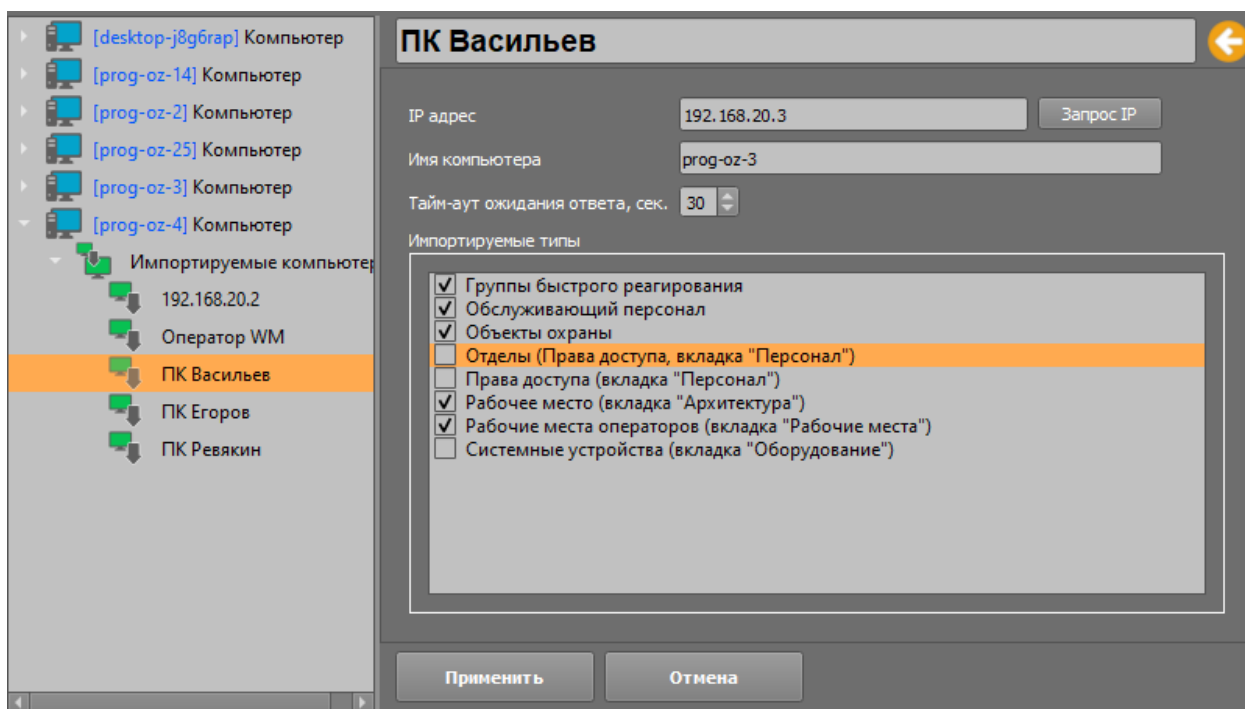 [desktop-j8g6rap] Компьютер
[prog-oz-14] Компьютер
[prog-oz-2] Компьютер
[prog-oz-25] Компьютер
[prog-oz-3] Компьютер
[prog-oz-4] Компьютер
Импортируемые компьютер
192.168.20.2
Оператор WM
ПК Васильев
ПК Егоров
ПК Ревякин
ПК Васильев
IP адрес 192.168.20.3 Запрос IP
Имя компьютера prog-oz-3
Тайм-аут ожидания ответа, сек. 30
Импортируемые типы
Группы быстрого реагирования
Обслуживающий персонал
Объекты охраны
Отделы (Права доступа, вкладка "Персонал")
Права доступа (вкладка "Персонал")
Рабочее место (вкладка "Архитектура")
Рабочие места операторов (вкладка "Рабочие места")
Системные устройства (вкладка "Оборудование")
Применить Отмена